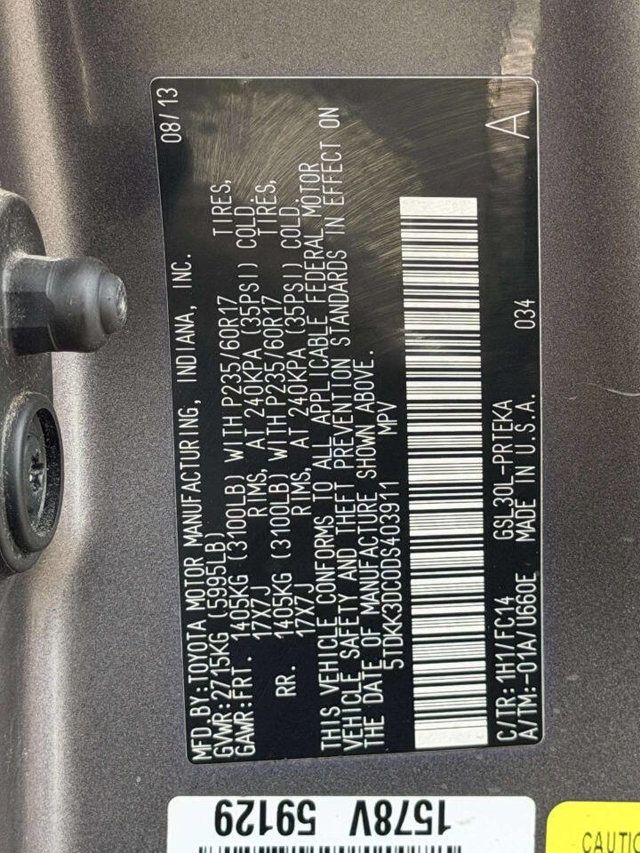 MFD.BY:TOYOTA MOTOR MANUFACTURING, INDIANA, INC. 08/13
GVWR:2715KG (5995LB)
GAWR:FRT. 1405KG (3100LB) WITH P235/60R17 TIRES,
17X7J RIMS, AT 240KPA (35PSI) COLD.
RR. 1405KG (3100LB) WITH P235/60R17 TIRES,
17X7J RIMS, AT 240KPA (35PSI) COLD.
THIS VEHICLE CONFORMS TO ALL APPLICABLE FEDERAL MOTOR
VEHICLE SAFETY AND THEFT PREVENTION STANDARDS IN EFFECT ON
THE DATE OF MANUFACTURE SHOWN ABOVE.
5TDKK3DC0DS403911 MPV
C/TR:1H17/FC14 GSL30L-PRTEKA 034 A
A/TM:-01A/U660E MADE IN U.S.A.
1578V 59129
CAUTIO